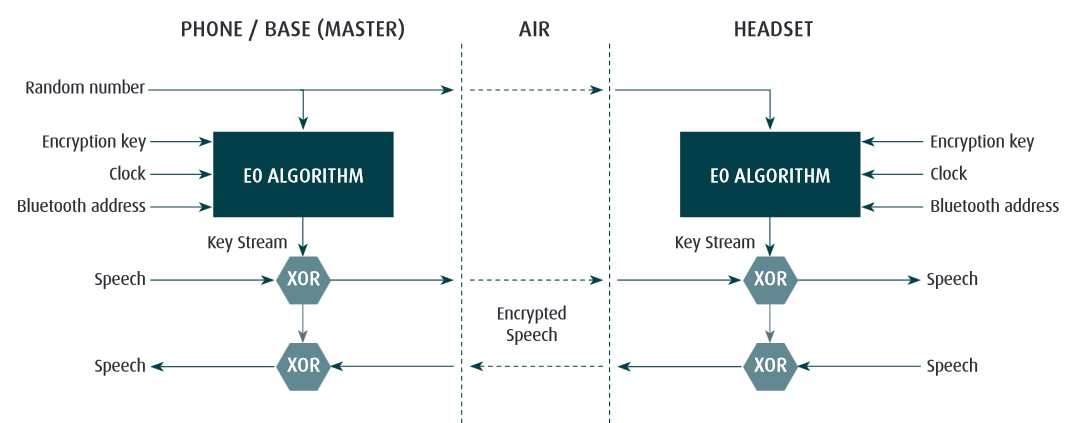 PHONE / BASE (MASTER) AIR HEADSET
Random number
Encryption key
Clock
Bluetooth address
E0 ALGORITHM
E0 ALGORITHM
Encryption key
Clock
Bluetooth address
Key Stream
Key Stream
Speech XOR XOR Speech
Encrypted
Speech
Speech XOR XOR Speech